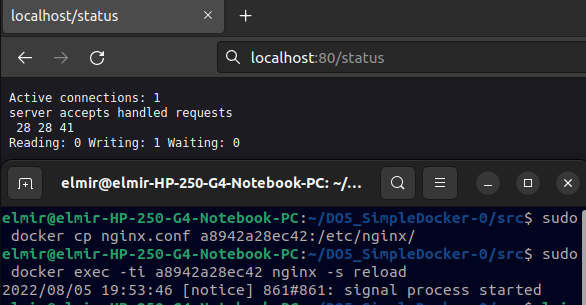 localhost/status
localhost:80/status
Active connections: 1
server accepts handled requests
28 28 41
Reading: 0 Writing: 1 Waiting: 0
elmir@elmir-HP-250-G4-Notebook-PC: ~/...
elmir@elmir-HP-250-G4-Notebook-PC:~/DO5_SimpleDocker-0/src$ sudo
docker cp nginx.conf a8942a28ec42:/etc/nginx/
elmir@elmir-HP-250-G4-Notebook-PC:~/DO5_SimpleDocker-0/src$ sudo
docker exec -ti a8942a28ec42 nginx -s reload
2022/08/05 19:53:46 [notice] 861#861: signal process started